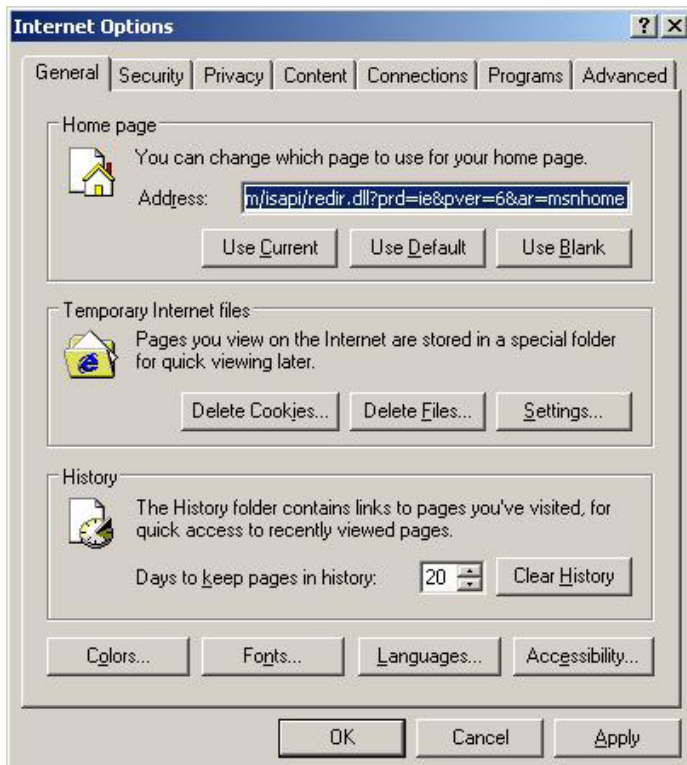 Internet Options
General Security Privacy Content Connections Programs Advanced
Home page
You can change which page to use for your home page.
Address: m/isapi/redir.dll?prd=ie&pver=6&ar=msnhome
Use Current Use Default Use Blank
Temporary Internet files
Pages you view on the Internet are stored in a special folder
for quick viewing later.
Delete Cookies... Delete Files... Settings...
History
The History folder contains links to pages you've visited, for
quick access to recently viewed pages.
Days to keep pages in history: 20 Clear History
Colors... Fonts... Languages... Accessibility...
OK Cancel Apply